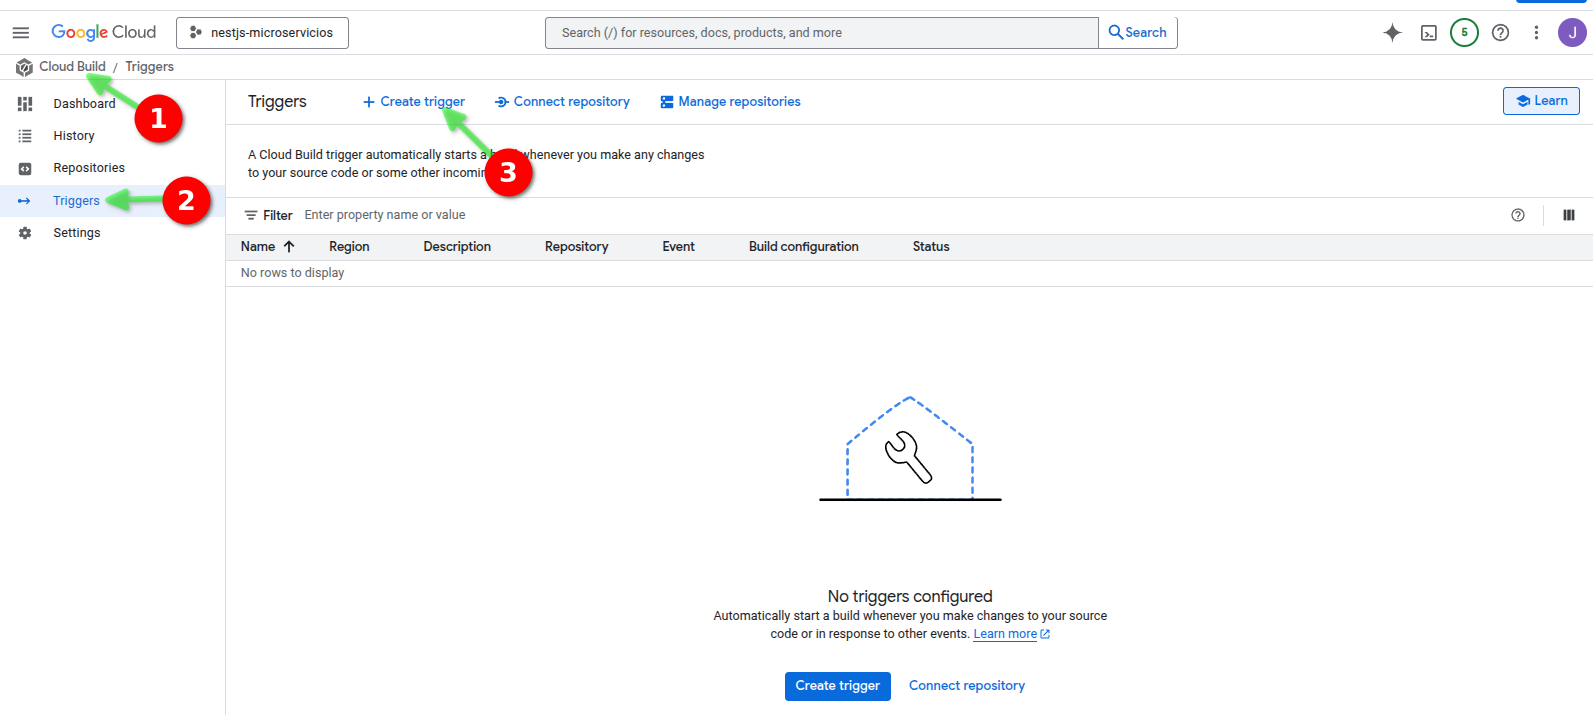 Google Cloud
nestjs-microservicios
Search (/) for resources, docs, products, and more
Search
5
J
Cloud Build / Triggers
1
Dashboard
History
Repositories
Triggers
2
Settings
Triggers
Create trigger
Connect repository
Manage repositories
Learn
3
A Cloud Build trigger automatically starts a whenever you make any changes
to your source code or some other
Filter Enter property name or value
Name Region Description Repository Event Build configuration Status
No rows to display
No triggers configured
Automatically start a build whenever you make changes to your source
code or in response to other events. Learn more
Create trigger
Connect repository